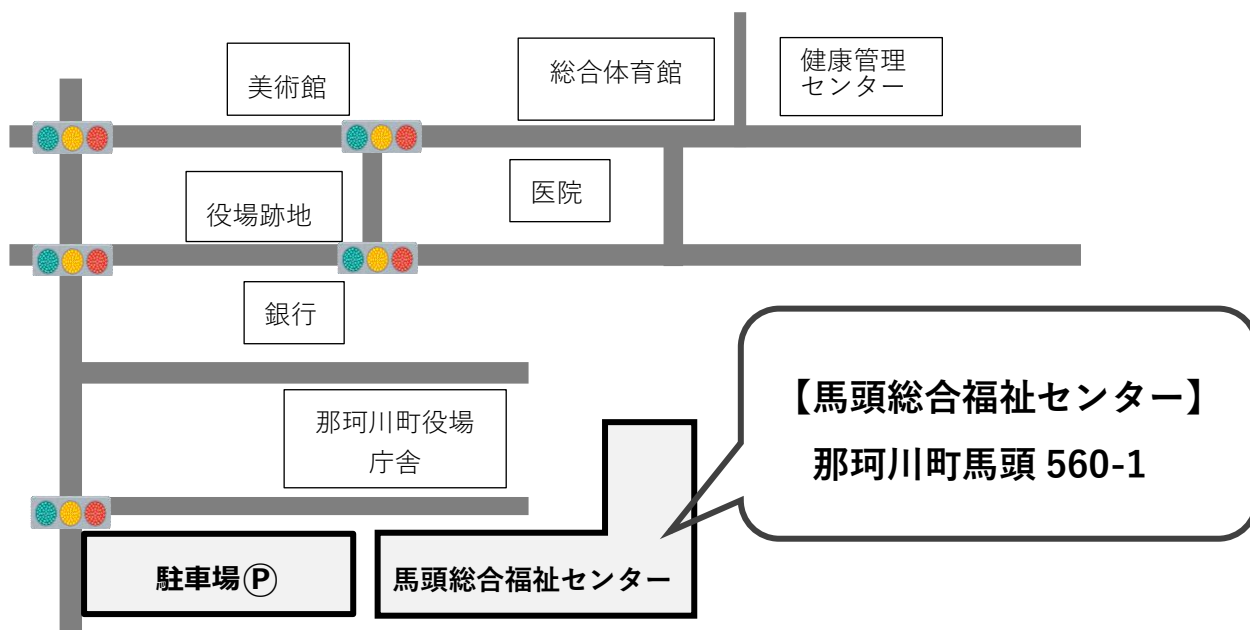 美術館
総合体育館
健康管理
センター
役場跡地
医院
銀行
那珂川町役場
庁舎
【馬頭総合福祉センター】
那珂川町馬頭 560-1
駐車場Ⓟ
馬頭総合福祉センター